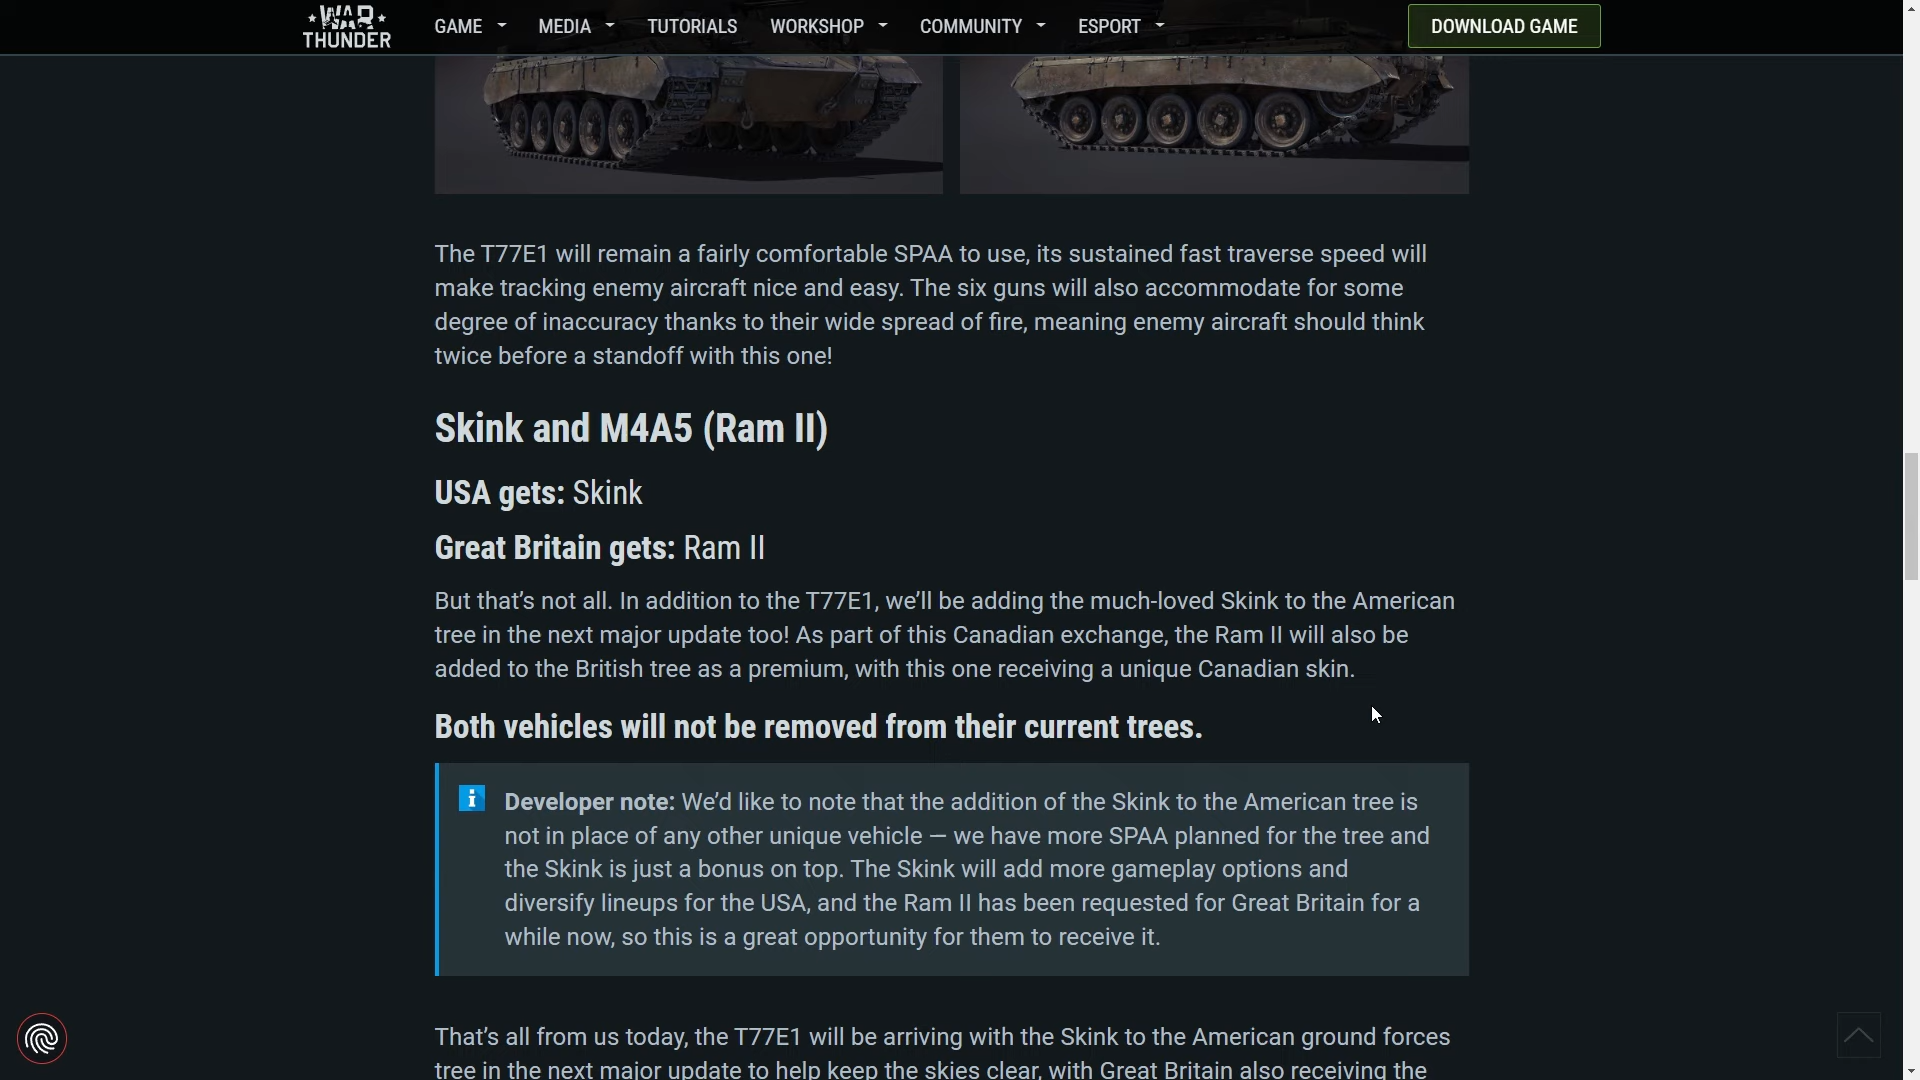 WAR THUNDER
GAME MEDIA TUTORIALS WORKSHOP COMMUNITY ESPORT DOWNLOAD GAME
The T77E1 will remain a fairly comfortable SPAA to use, its sustained fast traverse speed will
make tracking enemy aircraft nice and easy. The six guns will also accommodate for some
degree of inaccuracy thanks to their wide spread of fire, meaning enemy aircraft should think
twice before a standoff with this one!
Skink and M4A5 (Ram II)
USA gets: Skink
Great Britain gets: Ram II
But that’s not all. In addition to the T77E1, we’ll be adding the much-loved Skink to the American
tree in the next major update too! As part of this Canadian exchange, the Ram II will also be
added to the British tree as a premium, with this one receiving a unique Canadian skin.
Both vehicles will not be removed from their current trees.
Developer note: We’d like to note that the addition of the Skink to the American tree is
not in place of any other unique vehicle — we have more SPAA planned for the tree and
the Skink is just a bonus on top. The Skink will add more gameplay options and
diversify lineups for the USA, and the Ram II has been requested for Great Britain for a
while now, so this is a great opportunity for them to receive it.
That’s all from us today, the T77E1 will be arriving with the Skink to the American ground forces
tree in the next major update to help keep the skies clear, with Great Britain also receiving the